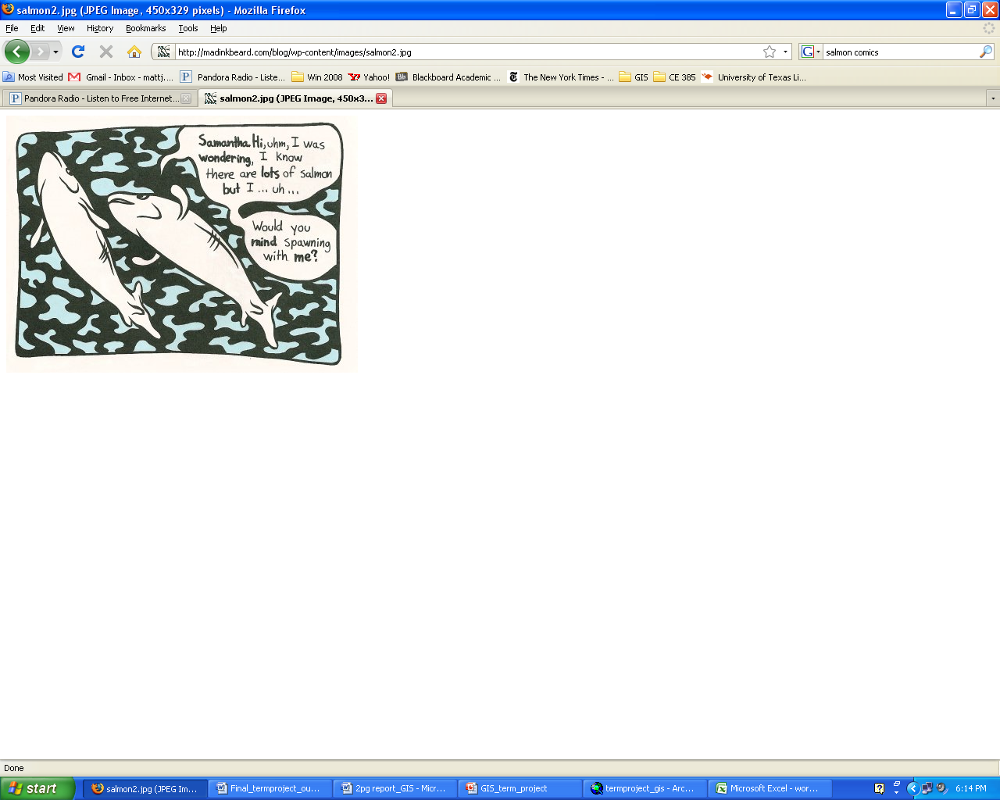 salmon2.jpg (JPEG Image, 450x329 pixels) - Mozilla Firefox
File Edit View History Bookmarks Tools Help
http://madinkbeard.com/blog/wp-content/images/salmon2.jpg
G salmon comics
Most Visited Gmail - Inbox - mattj.... P Pandora Radio - Liste... Win 2008 Yahoo! Bb Blackboard Academic ... The New York Times - ... GIS CE 385 University of Texas Li...
P Pandora Radio - Listen to Free Internet... salmon2.jpg (JPEG Image, 450x3...
Samantha. Hi, uhm, I was
wondering, I know
there are lots of salmon
but I ... uh ...
Would you
mind spawning
with me?
Done
start salmon2.jpg (JPEG Im... Final_termproject_ou... 2pg report_GIS - Micr... GIS_term_project termproject_gis - Arc... Microsoft Excel - wor... 6:14 PM